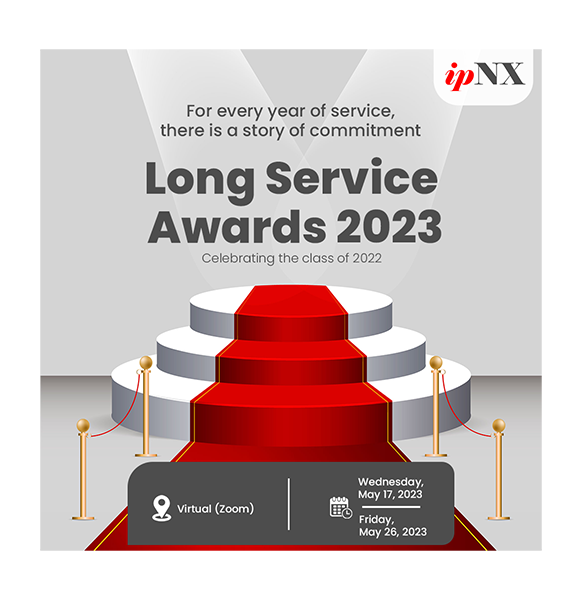 ipNX
For every year of service,
there is a story of commitment
Long Service
Awards 2023
Celebrating the class of 2022
Virtual (Zoom)
Wednesday,
May 17, 2023
Friday,
May 26, 2023